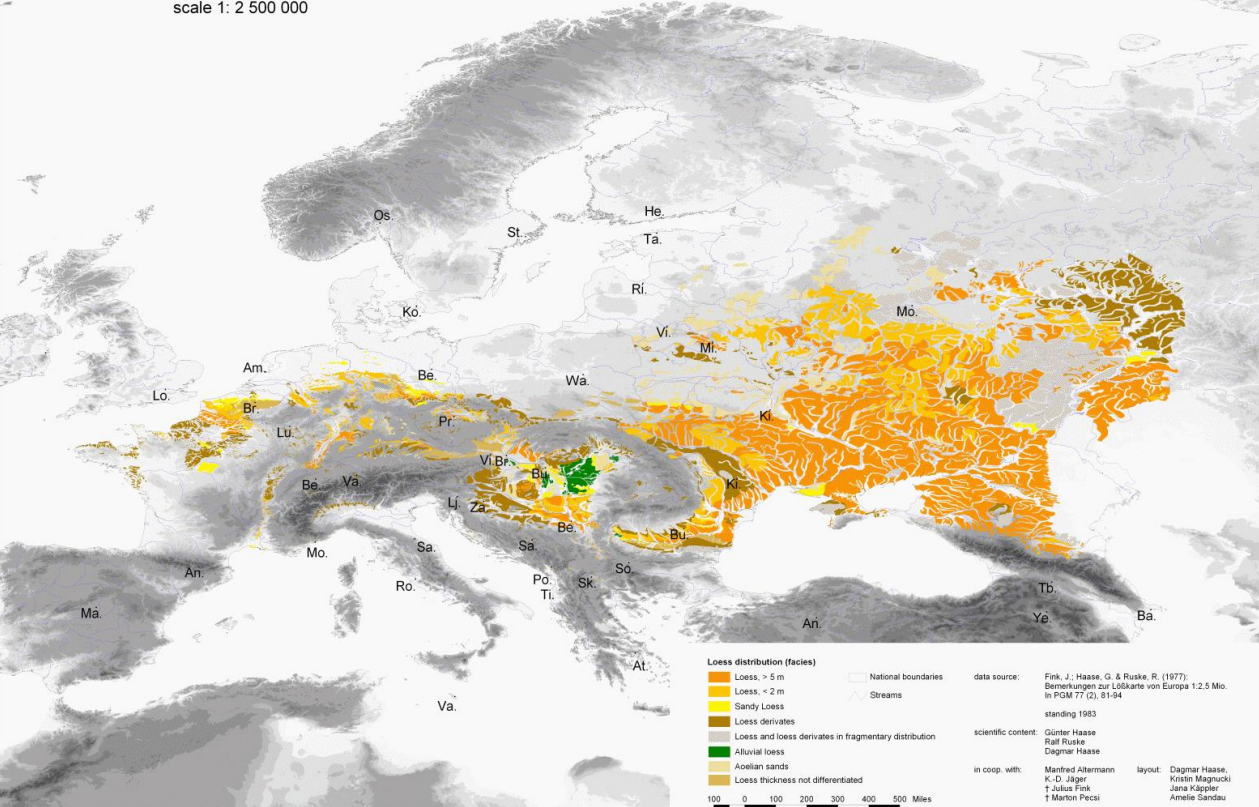 scale 1: 2 500 000
Os.
He.
St.
Ta.
Rí.
Kó.
Mo.
Ví.
Mi.
Am.
Be.
Wa.
Lo.
Br.
Kí.
Pr.
Lu.
Ví.
Br.
Bu.
Be.
Va.
Kí.
Lj.
Za.
Be.
Bu.
Sa.
Sa.
Mo.
So.
An.
Po.
Sk.
Ro.
Ti.
Tb.
Ma.
Ye.
Ba.
An.
At.
Va.
Loess distribution (facies)
Loess, > 5 m
Loess, < 2 m
Sandy Loess
Loess derivates
Loess and loess derivates in fragmentary distribution
Alluvial loess
Aoelian sands
Loess thickness not differentiated
National boundaries
Streams
100 0 100 200 300 400 500 Miles
data source: Fink, J.; Haase, G. & Ruske, R. (1977):
Bemerkungen zur Lößkarte von Europa 1:2,5 Mio.
In PGM 77 (2), 81-94
standing 1983
scientific content: Günter Haase
Ralf Ruske
Dagmar Haase
in coop. with: Manfred Altermann
K.-D. Jäger
† Julius Fink
† Marton Pecsi
layout: Dagmar Haase,
Kristin Magnucki
Jana Käppler
Amelie Sandau